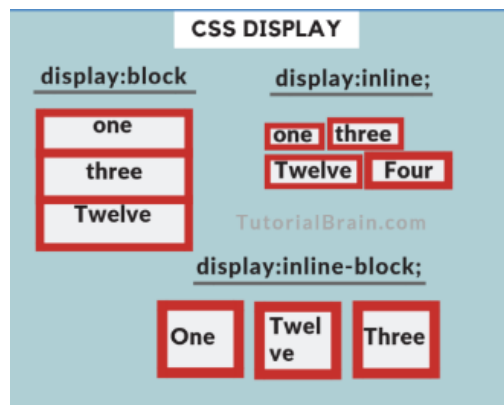 CSS DISPLAY
display:block
one
three
Twelve
display:inline;
one three
Twelve Four
TutorialBrain.com
display:inline-block;
One
Twel
ve
Three